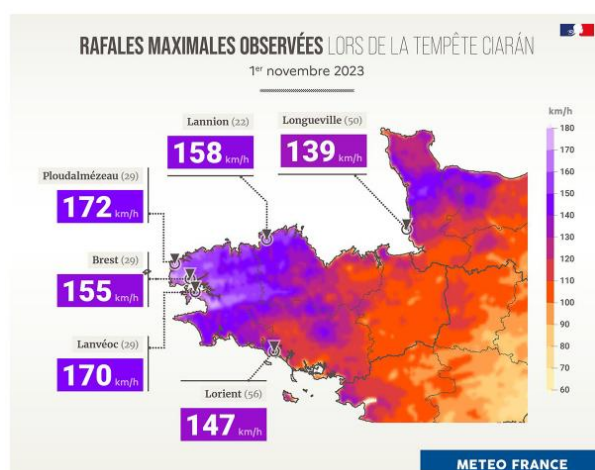 RAFALES MAXIMALES OBSERVÉES LORS DE LA TEMPÊTE CIARÁN
1er novembre 2023
Lannion (22)
158 km/h
Longueville (50)
139 km/h
Ploudalmézeau (29)
172 km/h
Brest (29)
155 km/h
Lanvéoc (29)
170 km/h
Lorient (56)
147 km/h
km/h
180
170
160
150
140
130
120
110
100
90
80
70
60
METEO FRANCE